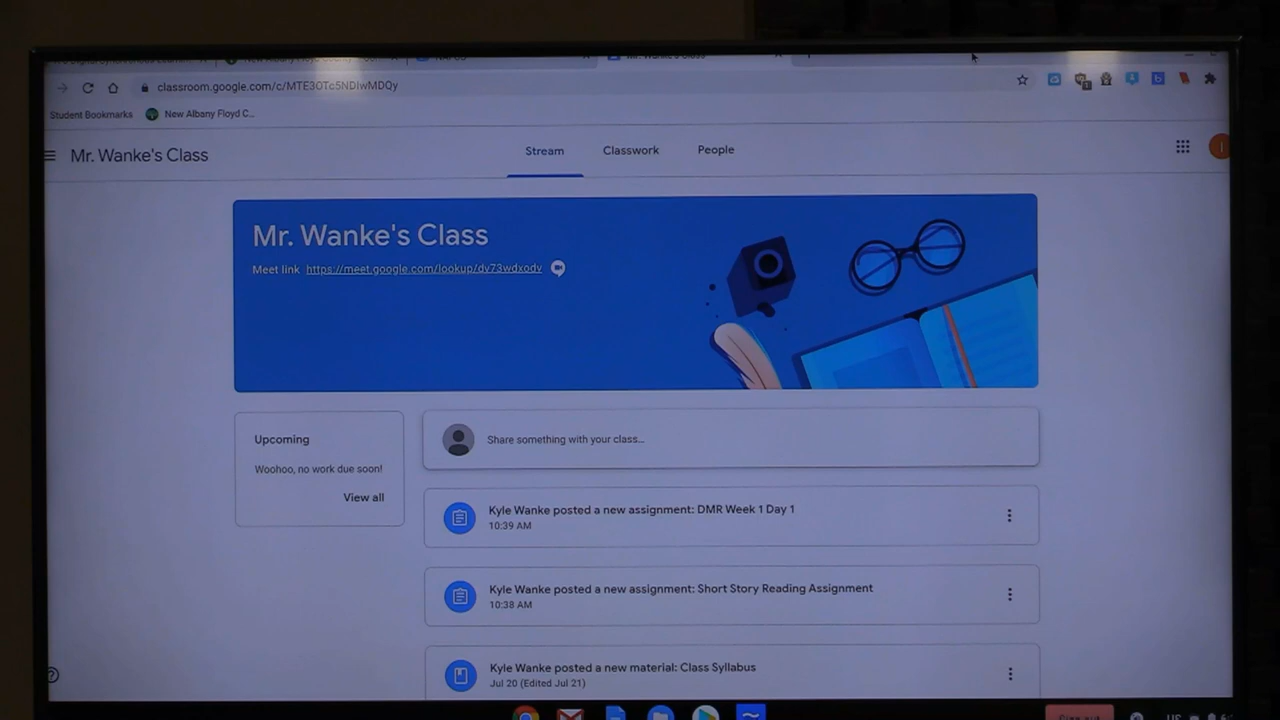 classroom.google.com/c/MTE3OTc5NDIwMDQy
Student Bookmarks
New Albany Floyd C...
Mr. Wanke's Class
Stream
Classwork
People
Mr. Wanke's Class
Meet link https://meet.google.com/lookup/dv73wdxodv
Upcoming
Woohoo, no work due soon!
View all
Share something with your class...
Kyle Wanke posted a new assignment: DMR Week 1 Day 1
10:39 AM
Kyle Wanke posted a new assignment: Short Story Reading Assignment
10:38 AM
Kyle Wanke posted a new material: Class Syllabus
Jul 20 (Edited Jul 21)
US